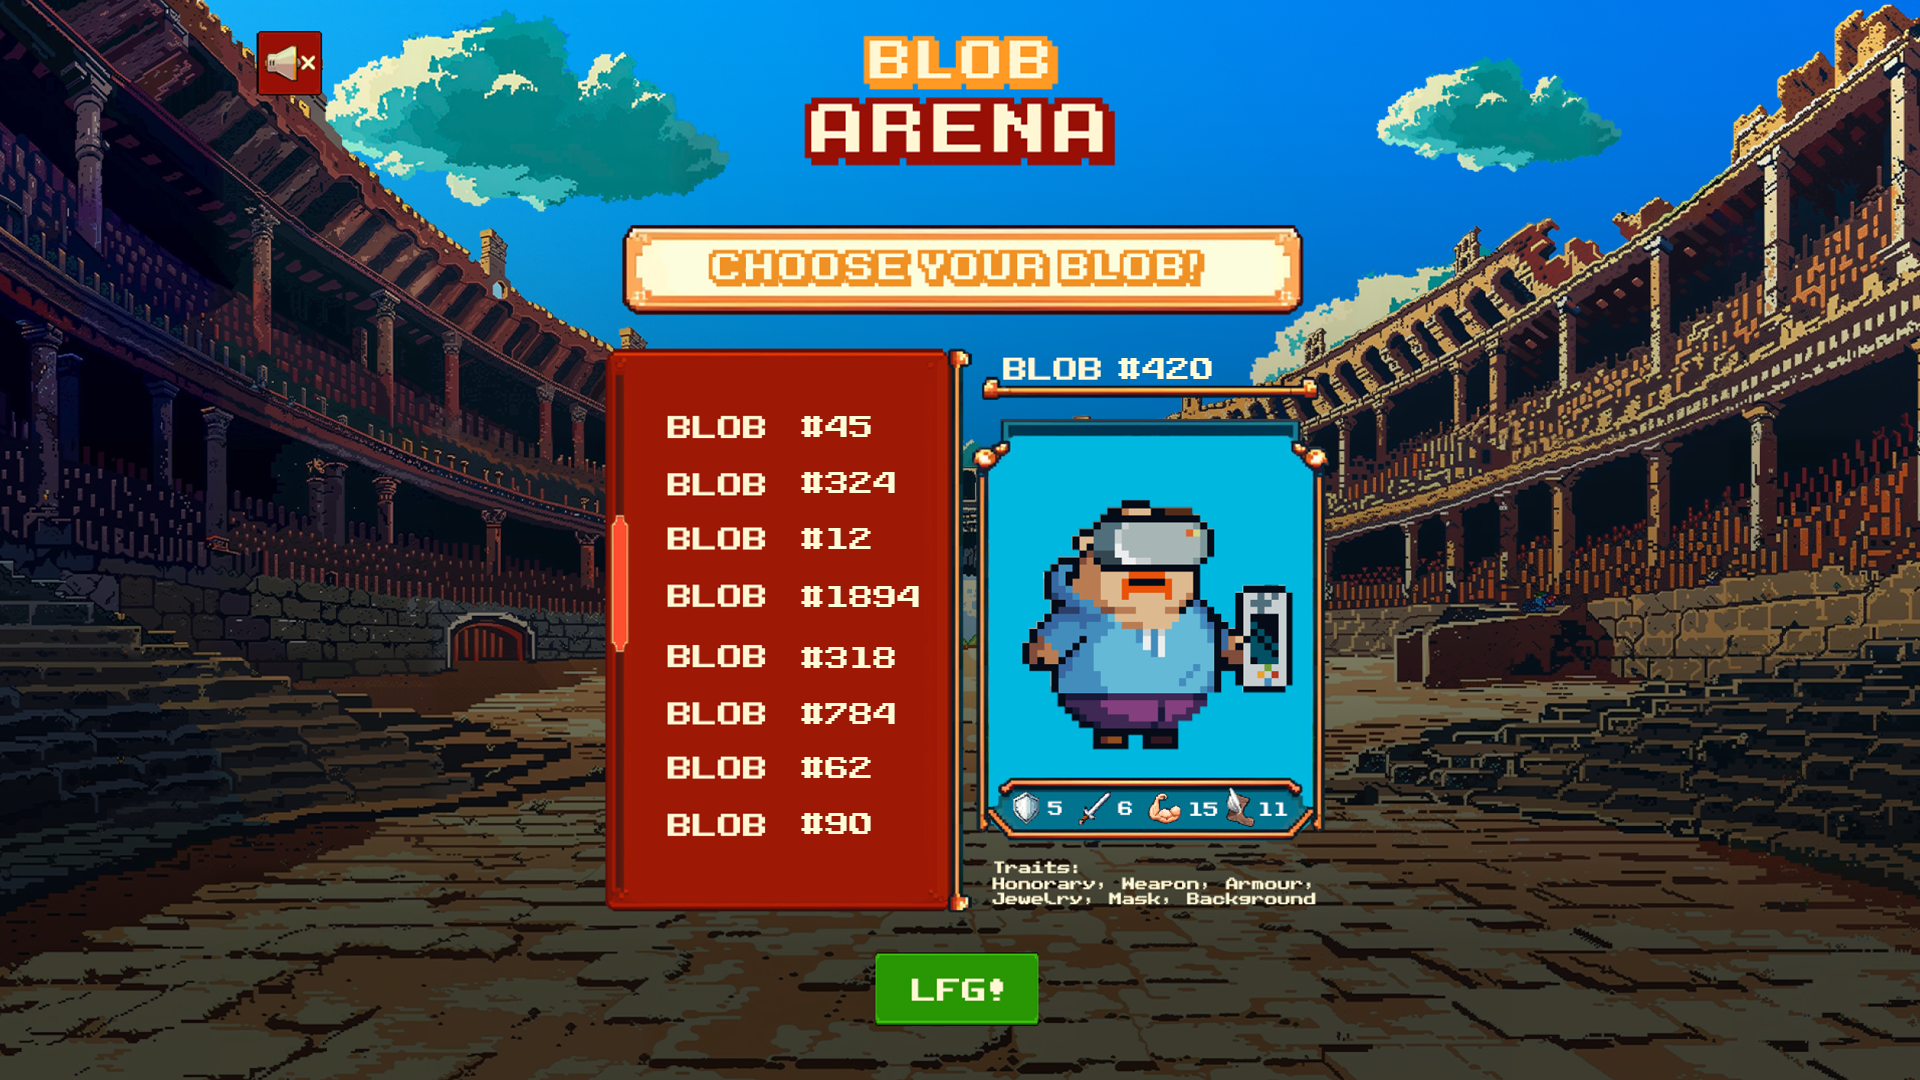 BLOB
ARENA
CHOOSE YOUR BLOB!
BLOB #45
BLOB #324
BLOB #12
BLOB #1894
BLOB #318
BLOB #784
BLOB #62
BLOB #90
BLOB #420
5 6 15 11
Traits:
Honorary, Weapon, Armour,
Jewelry, Mask, Background
LFG!